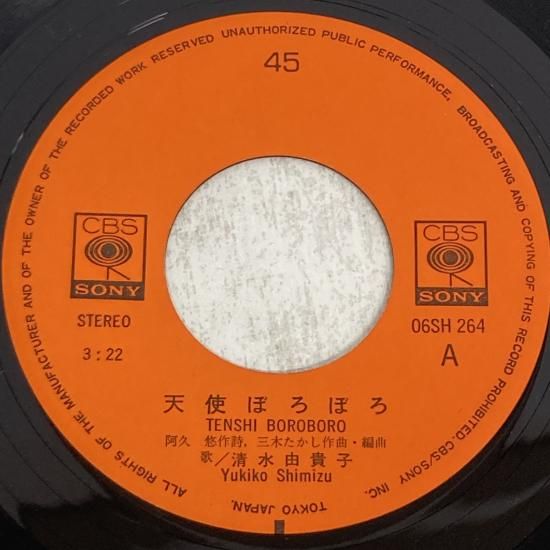 ALL RIGHTS OF THE MANUFACTURER AND OF THE OWNER OF THE RECORDED WORK RESERVED UNAUTHORIZED PUBLIC PERFORMANCE, BROADCASTING AND COPYING OF THIS RECORD PROHIBITED. CBS/SONY INC. TOKYO JAPAN.
45
CBS
SONY
CBS
SONY
STEREO
06SH 264
3:22
A
天使ぼろぼろ
TENSHI BOROBORO
阿久 悠作詩, 三木たかし作曲・編曲
歌/清水由貴子
Yukiko Shimizu